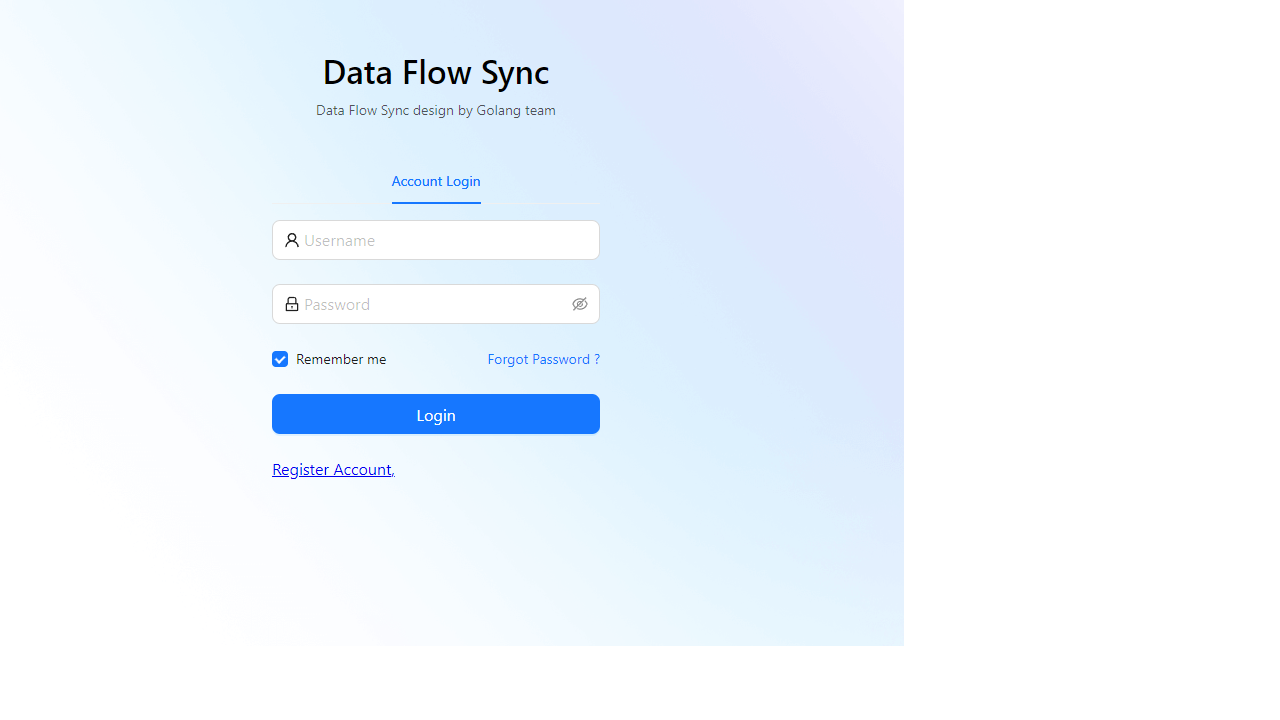 Data Flow Sync
Data Flow Sync design by Golang team
Account Login
Username
Password
Remember me
Forgot Password ?
Login
Register Account,